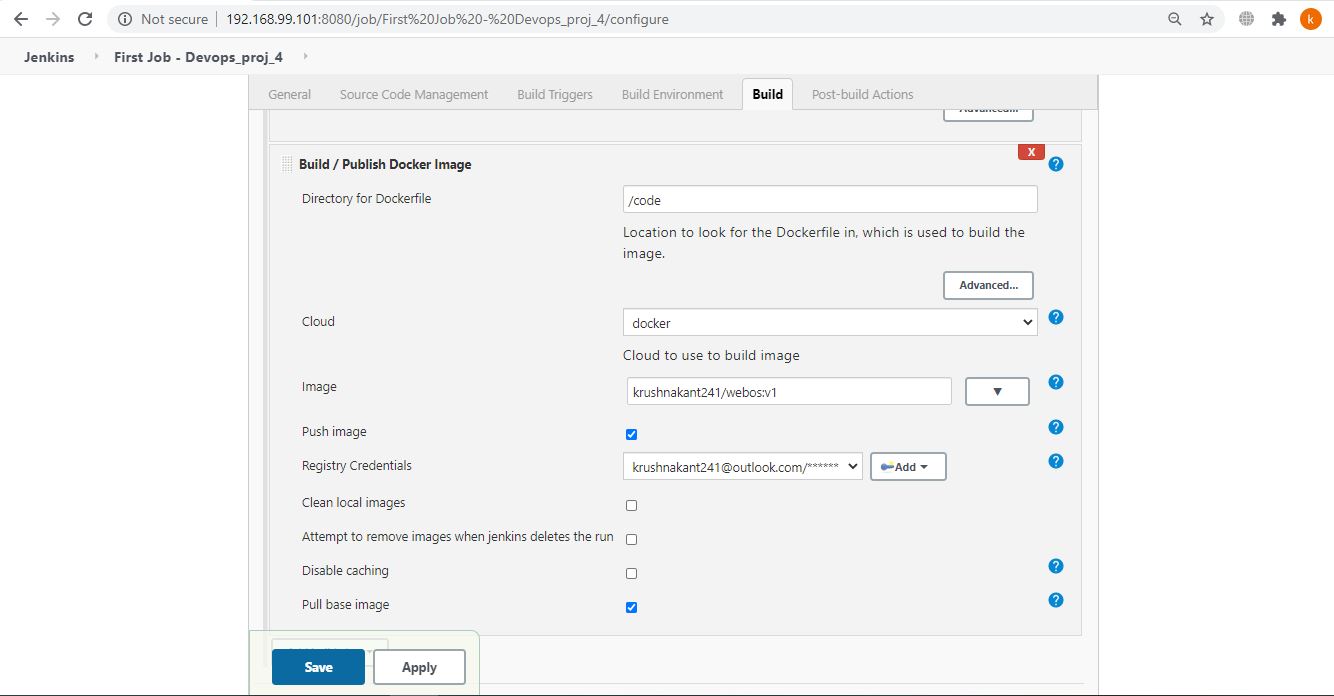 Not secure
192.168.99.101:8080/job/First%20Job%20-%20Devops_proj_4/configure
k
Jenkins
First Job - Devops_proj_4
General
Source Code Management
Build Triggers
Build Environment
Build
Post-build Actions
Advanced...
Build / Publish Docker Image
X
?
Directory for Dockerfile
/code
Location to look for the Dockerfile in, which is used to build the
image.
Advanced...
Cloud
docker
?
Cloud to use to build image
Image
krushnakant241/webos:v1
▼
?
Push image
?
Registry Credentials
krushnakant241@outlook.com/******
Add
?
Clean local images
Attempt to remove images when jenkins deletes the run
Disable caching
?
Pull base image
?
Save
Apply